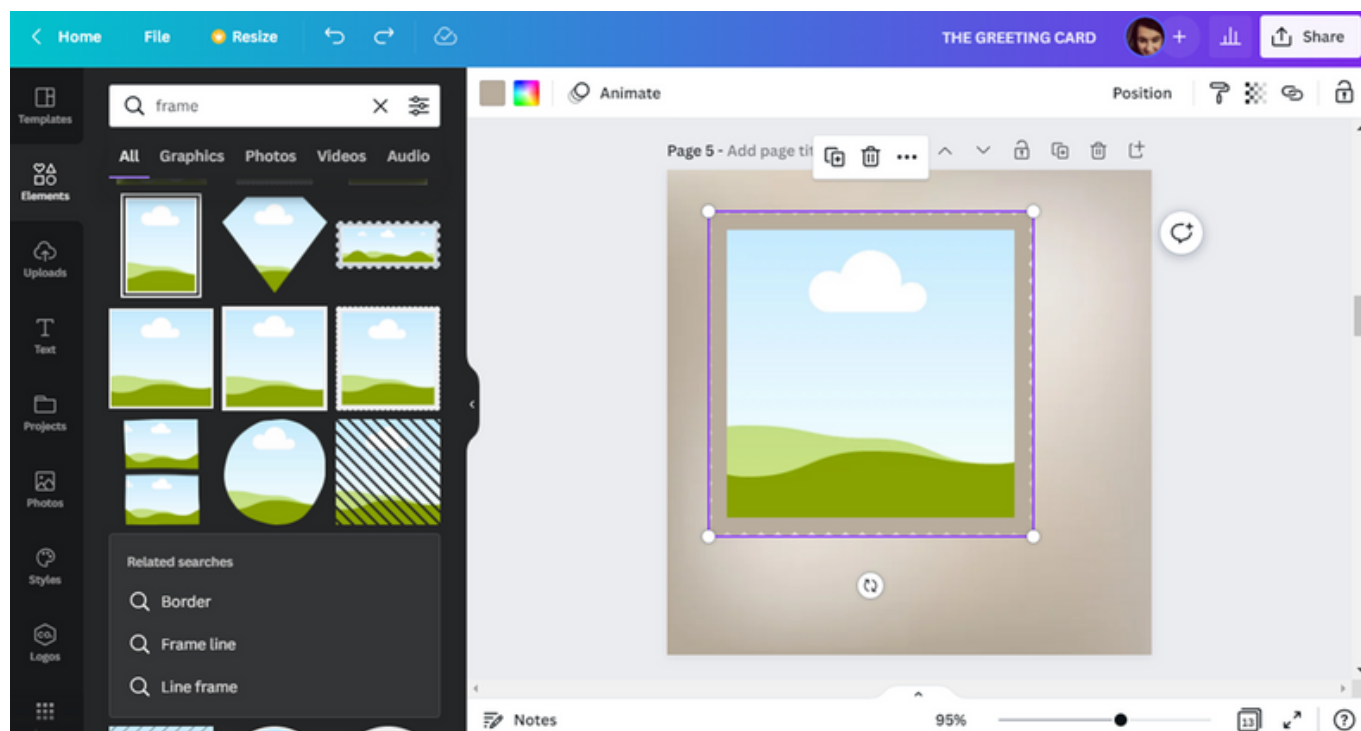 Home File Resize THE GREETING CARD + Share
Templates
Elements
Uploads
Text
Projects
Photos
Styles
CO.
Logos
frame
All Graphics Photos Videos Audio
Related searches
Border
Frame line
Line frame
Animate Position
Page 5 - Add page tit
Notes 95% 13 ?